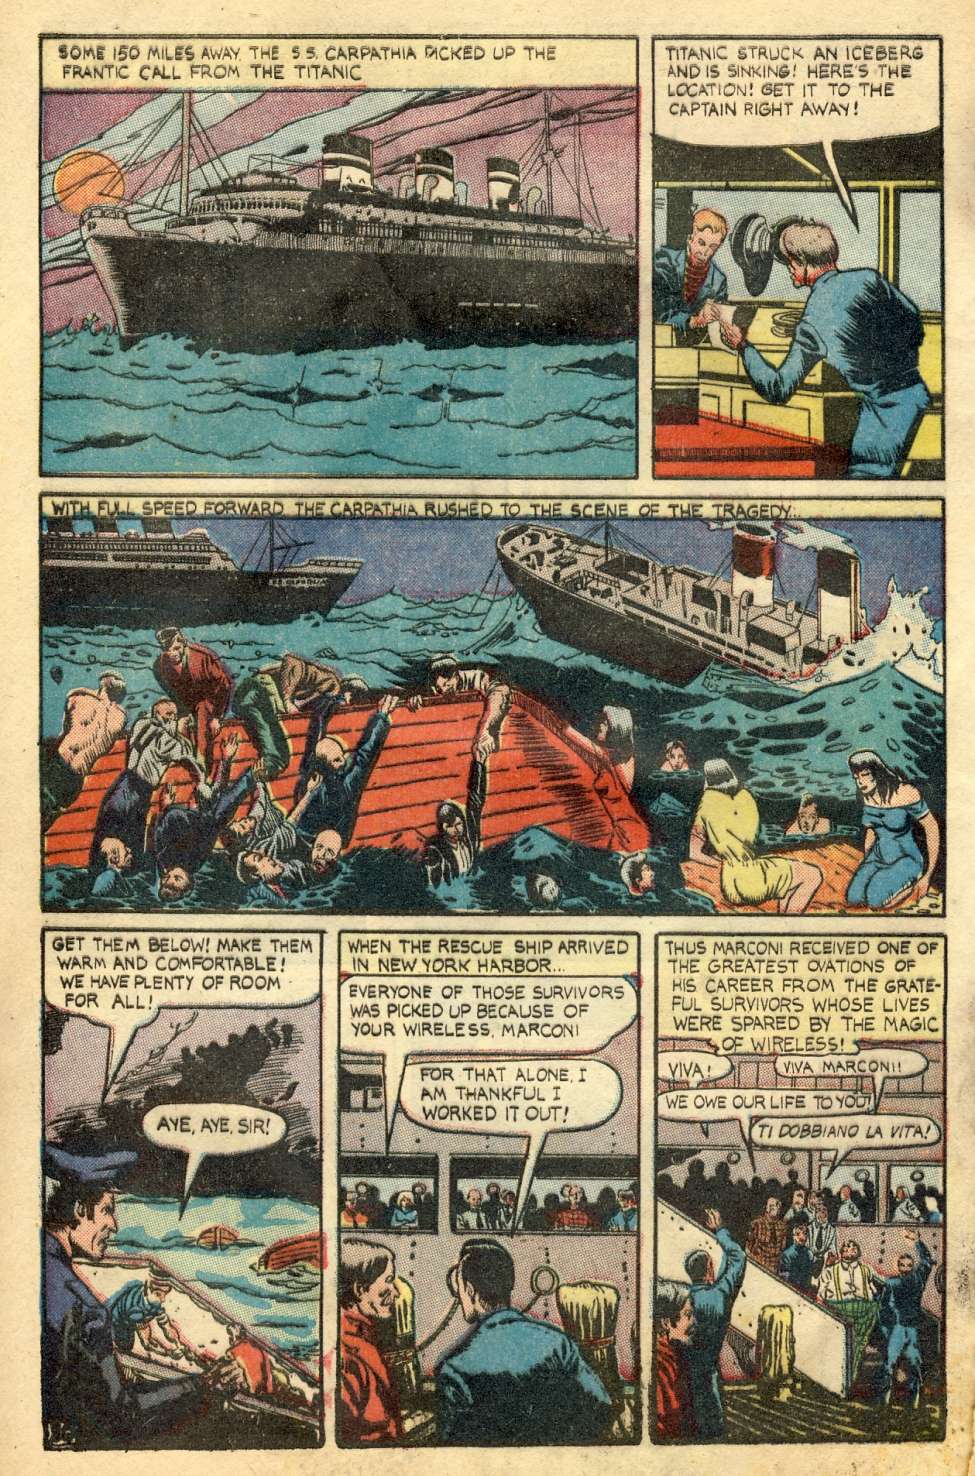 SOME 150 MILES AWAY, THE S.S. CARPATHIA PICKED UP THE
FRANTIC CALL FROM THE TITANIC
TITANIC STRUCK AN ICEBERG
AND IS SINKING! HERE'S THE
LOCATION! GET IT TO THE
CAPTAIN RIGHT AWAY!
WITH FULL SPEED FORWARD THE CARPATHIA RUSHED TO THE SCENE OF THE TRAGEDY...
GET THEM BELOW! MAKE THEM
WARM AND COMFORTABLE!
WE HAVE PLENTY OF ROOM
FOR ALL!
AYE, AYE, SIR!
WHEN THE RESCUE SHIP ARRIVED
IN NEW YORK HARBOR...
EVERYONE OF THOSE SURVIVORS
WAS PICKED UP BECAUSE OF
YOUR WIRELESS, MARCONI
FOR THAT ALONE, I
AM THANKFUL I
WORKED IT OUT!
THUS MARCONI RECEIVED ONE OF
THE GREATEST OVATIONS OF
HIS CAREER FROM THE GRATE-
FUL SURVIVORS WHOSE LIVES
WERE SPARED BY THE MAGIC
OF WIRELESS!
VIVA!
VIVA MARCONI!
WE OWE OUR LIFE TO YOU!
TI DOBBIANO LA VITA!